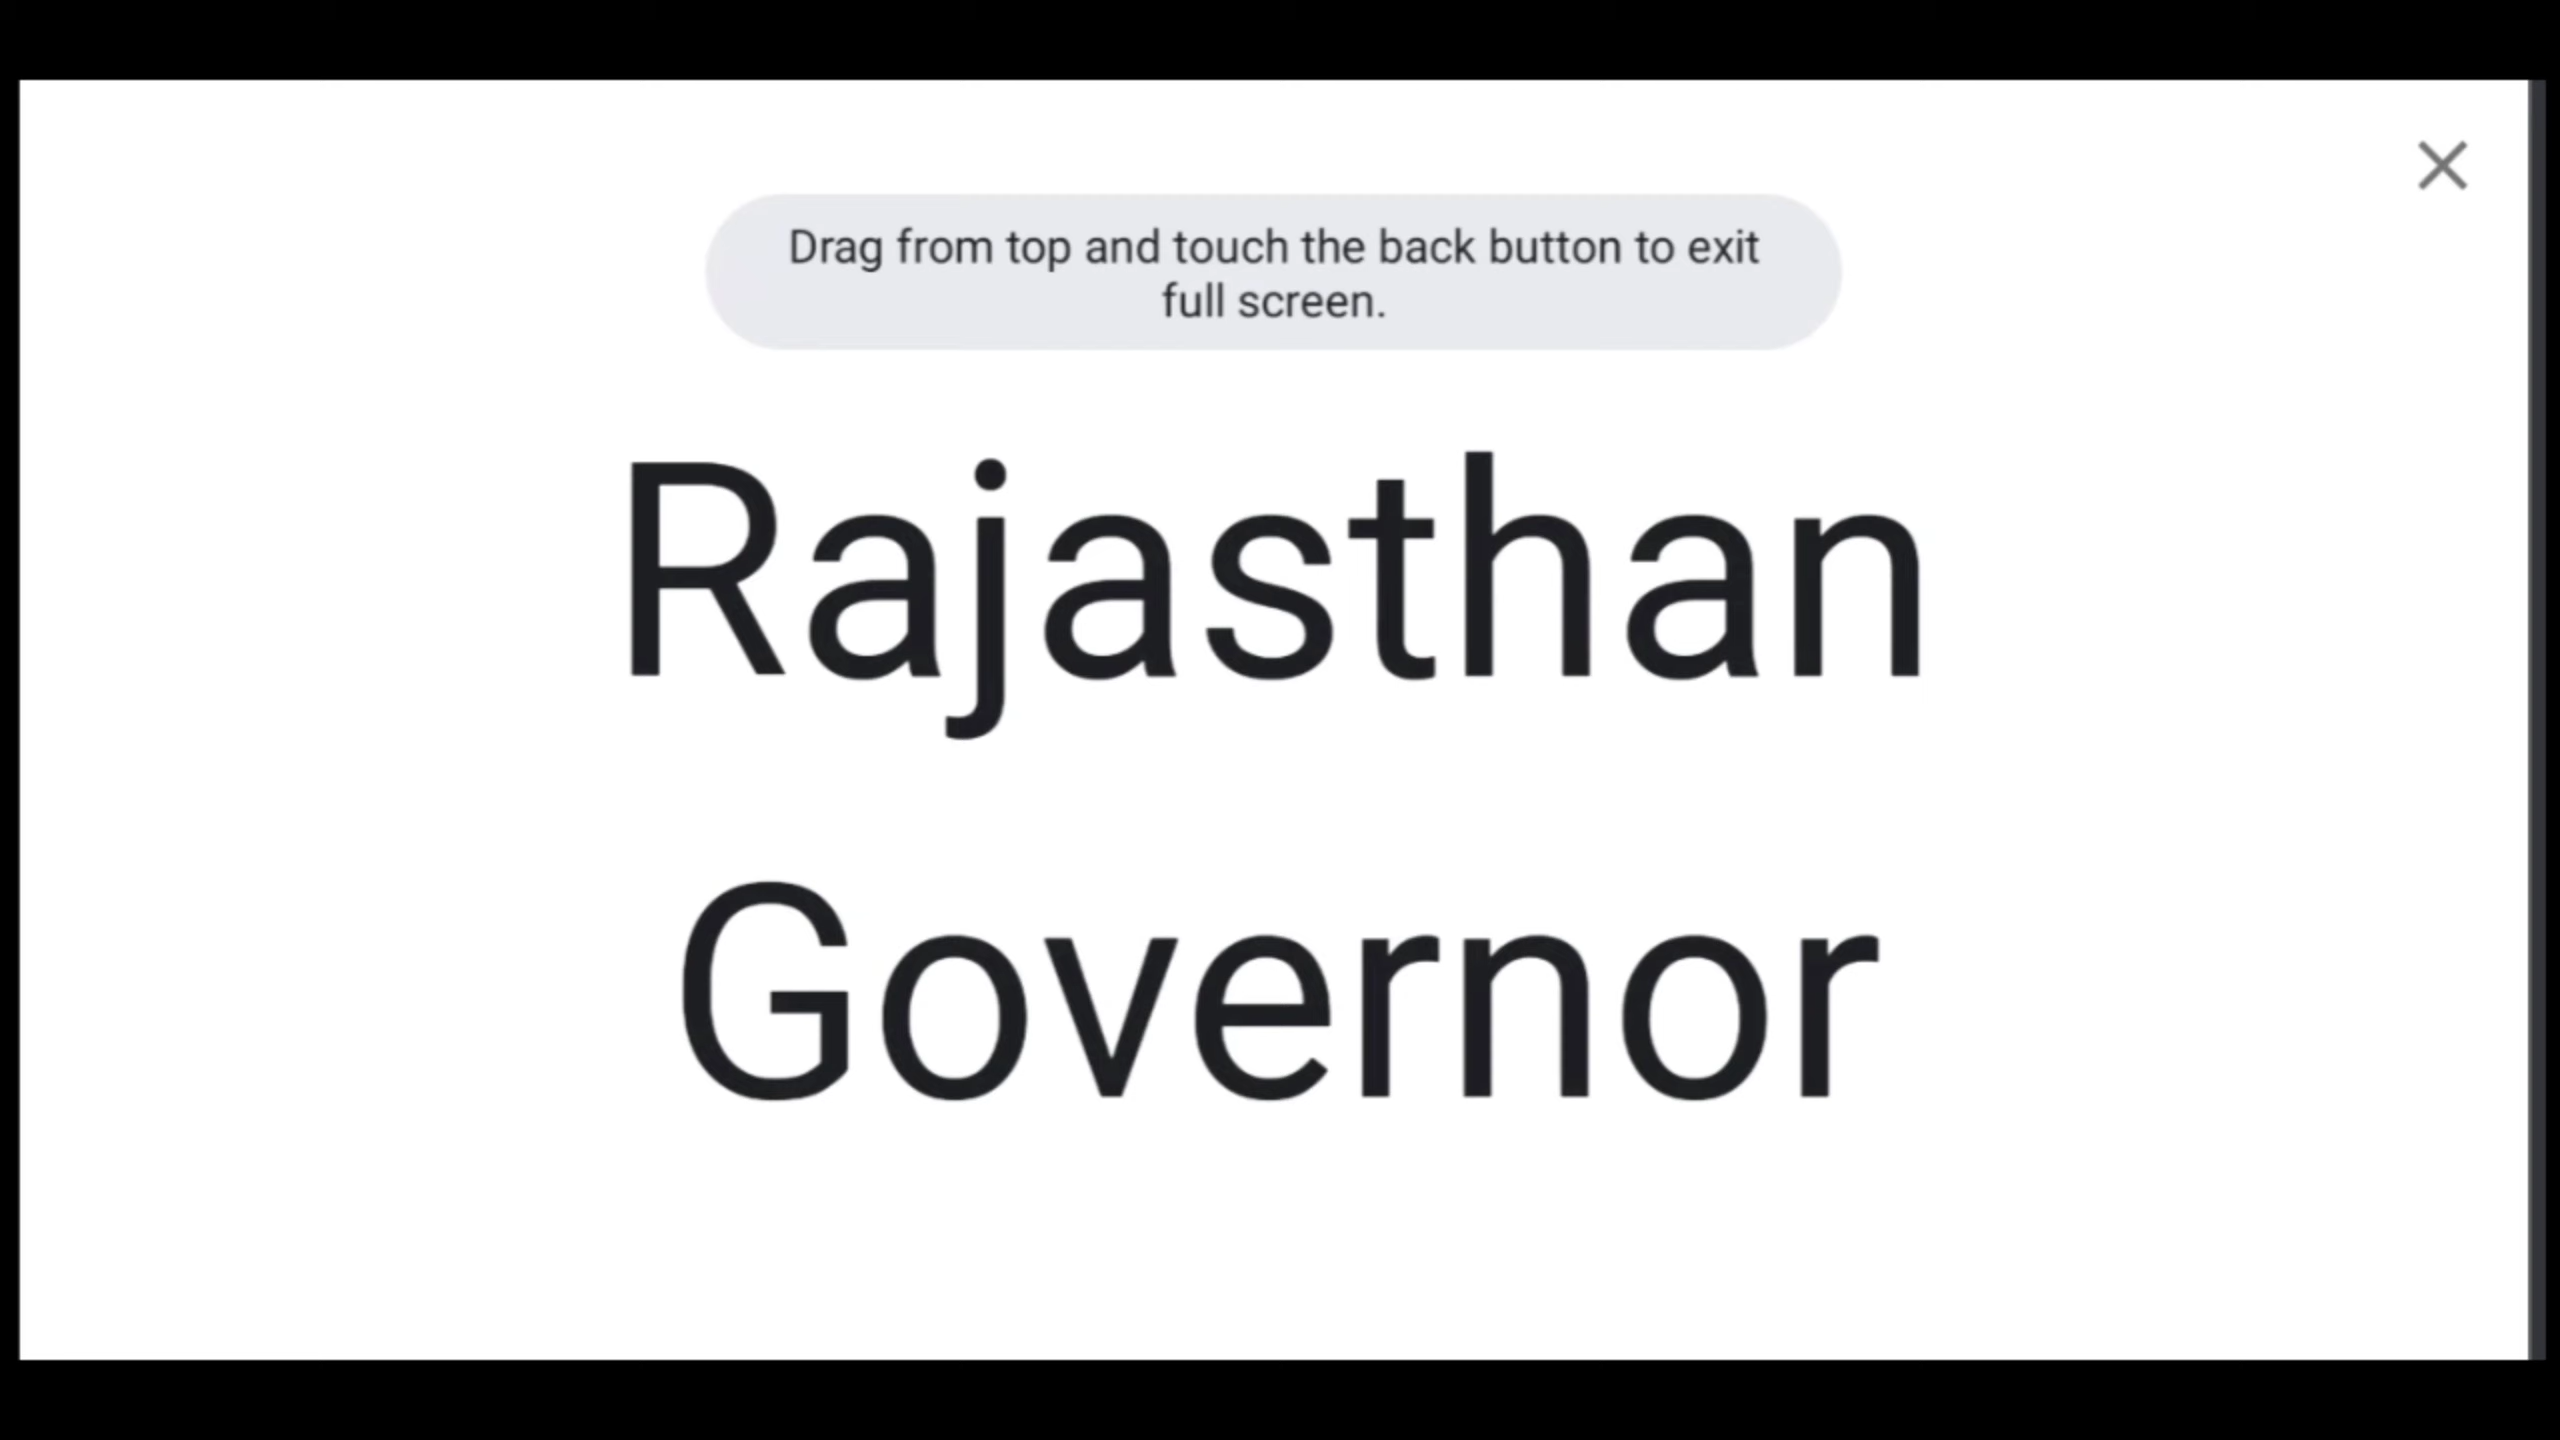 Drag from top and touch the back button to exit
full screen.
Rajasthan
Governor